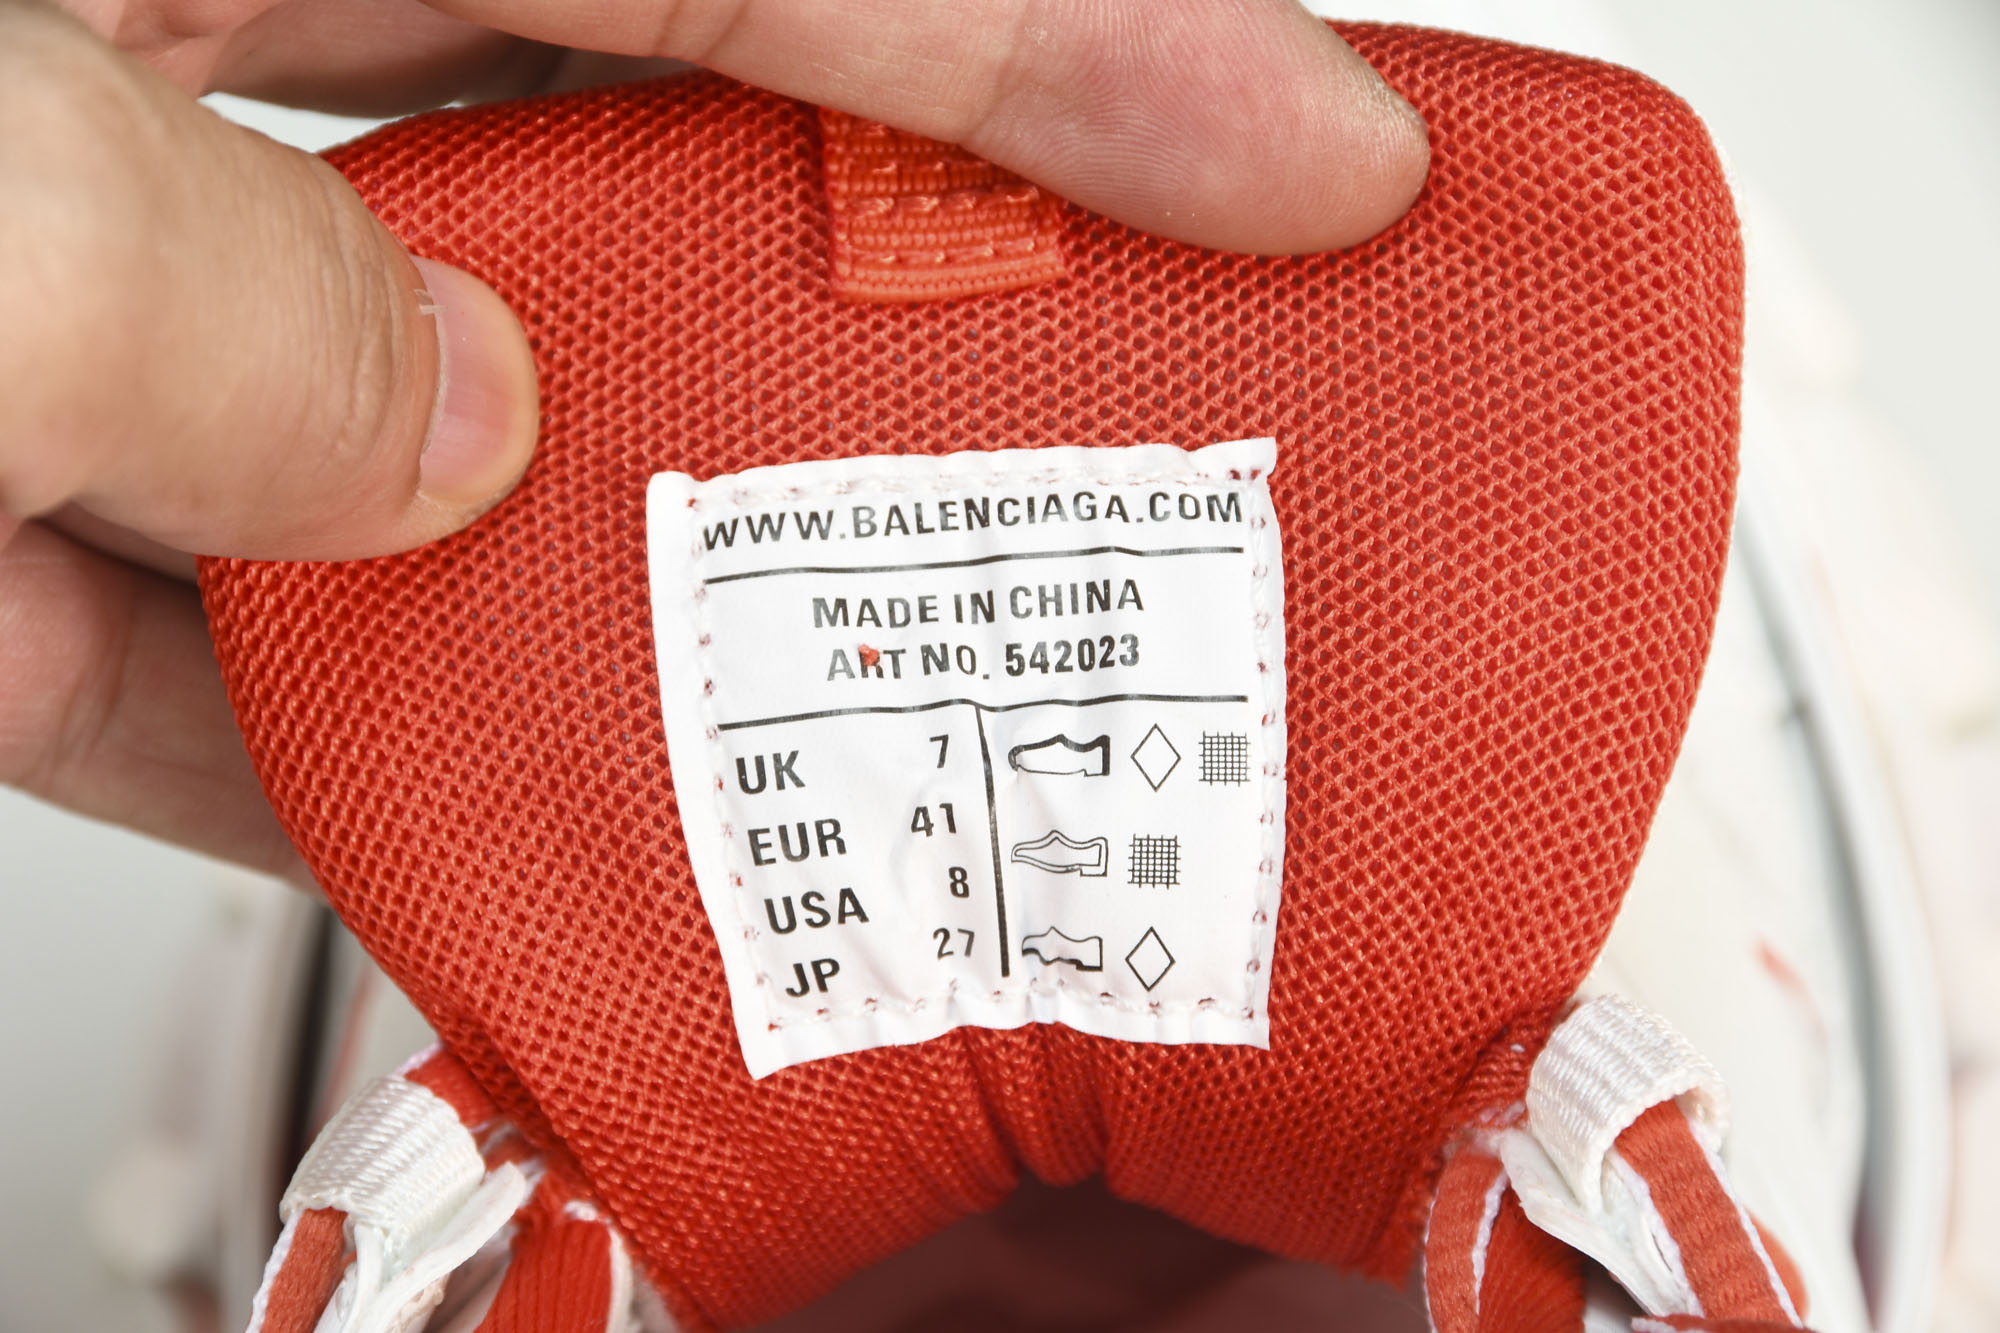 WWW.BALENCIAGA.COM
MADE IN CHINA
ART NO. 542023
UK 7
EUR 41
USA 8
JP 27